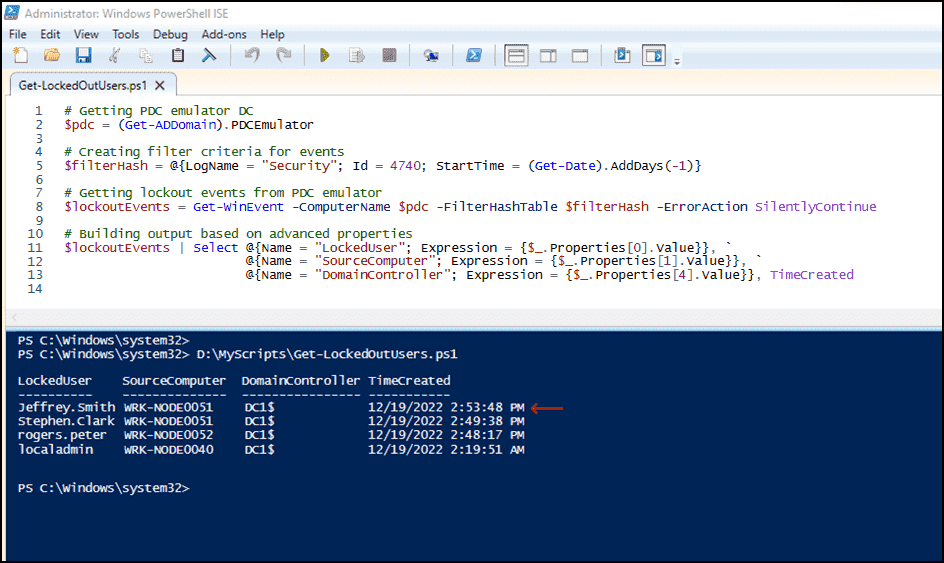 Administrator: Windows PowerShell ISE
File Edit View Tools Debug Add-ons Help
Get-LockedOutUsers.ps1 X
1 # Getting PDC emulator DC
2 $pdc = (Get-ADDomain).PDCEmulator
3
4 # Creating filter criteria for events
5 $filterHash = @{LogName = "Security"; Id = 4740; StartTime = (Get-Date).AddDays(-1)}
6
7 # Getting lockout events from PDC emulator
8 $lockoutEvents = Get-WinEvent -ComputerName $pdc -FilterHashTable $filterHash -ErrorAction SilentlyContinue
9
10 # Building output based on advanced properties
11 $lockoutEvents | Select @{Name = "LockedUser"; Expression = {$_.Properties[0].Value}}, `
12 @{Name = "SourceComputer"; Expression = {$_.Properties[1].Value}}, `
13 @{Name = "DomainController"; Expression = {$_.Properties[4].Value}}, TimeCreated
14
PS C:\Windows\system32>
PS C:\Windows\system32> D:\MyScripts\Get-LockedOutUsers.ps1
LockedUser SourceComputer DomainController TimeCreated
---------- -------------- ---------------- -----------
Jeffrey.Smith WRK-NODE0051 DC1$ 12/19/2022 2:53:48 PM
Stephen.Clark WRK-NODE0051 DC1$ 12/19/2022 2:49:38 PM
rogers.peter WRK-NODE0052 DC1$ 12/19/2022 2:48:17 PM
localadmin WRK-NODE0040 DC1$ 12/19/2022 2:19:51 AM
PS C:\Windows\system32>